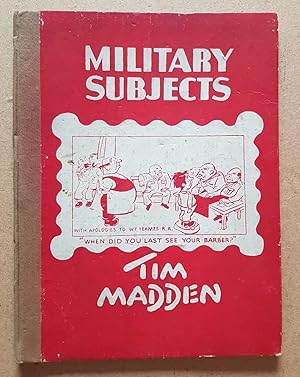 MILITARY
SUBJECTS
WITH APOLOGIES TO W.F. YEAMES R.A.
"WHEN DID YOU LAST SEE YOUR BARBER?"
TIM
MADDEN